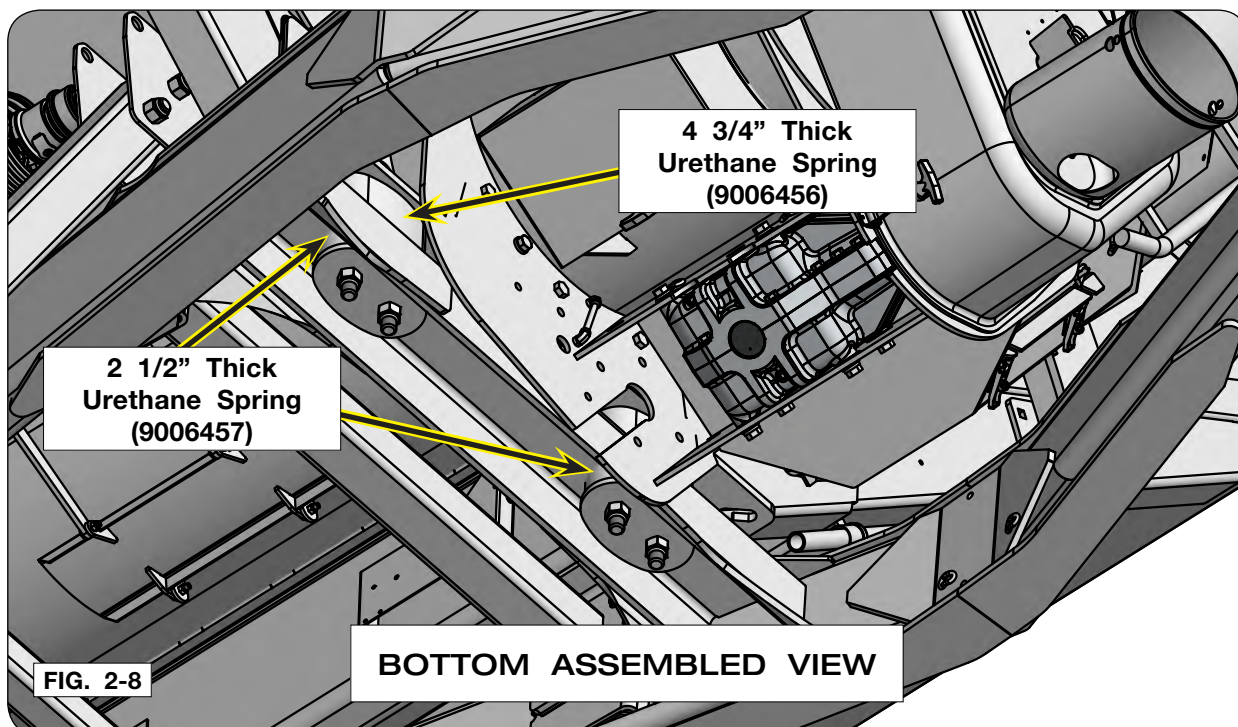 4 3/4” Thick
Urethane Spring
(9006456)
2 1/2” Thick
Urethane Spring
(9006457)
BOTTOM ASSEMBLED VIEW
FIG. 2-8